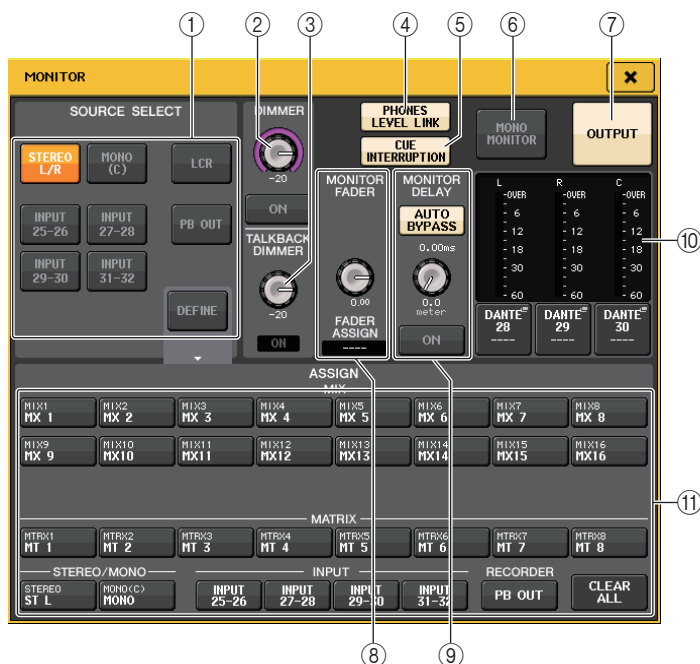 ① ② ③ ④ ⑤ ⑥ ⑦
MONITOR
SOURCE SELECT
STEREO L/R
MONO (C)
LCR
INPUT 25-26
INPUT 27-28
PB OUT
INPUT 29-30
INPUT 31-32
DEFINE
DIMMER
-20
ON
TALKBACK DIMMER
-20
ON
PHONES LEVEL LINK
CUE INTERRUPTION
MONITOR FADER
0.00
FADER ASSIGN
----
MONITOR DELAY
AUTO BYPASS
0.00ms
0.0
meter
ON
MONO MONITOR
OUTPUT
L R C
-OVER -OVER -OVER
6 6 6
12 12 12
18 18 18
30 30 30
60 60 60
⑩
DANTE 28 ----
DANTE 29 ----
DANTE 30 ----
ASSIGN
MIX
MIX1 MIX2 MIX3 MIX4 MIX5 MIX6 MIX7 MIX8
MX 1 MX 2 MX 3 MX 4 MX 5 MX 6 MX 7 MX 8
MIX9 MIX10 MIX11 MIX12 MIX13 MIX14 MIX15 MIX16
MX 9 MX10 MX11 MX12 MX13 MX14 MX15 MX16
⑪
MATRIX
MTRX1 MTRX2 MTRX3 MTRX4 MTRX5 MTRX6 MTRX7 MTRX8
MT 1 MT 2 MT 3 MT 4 MT 5 MT 6 MT 7 MT 8
STEREO/MONO
STEREO ST L
MONO(C) MONO
INPUT
INPUT 25-26
INPUT 27-28
INPUT 29-30
INPUT 31-32
RECORDER
PB OUT
CLEAR ALL
⑧ ⑨